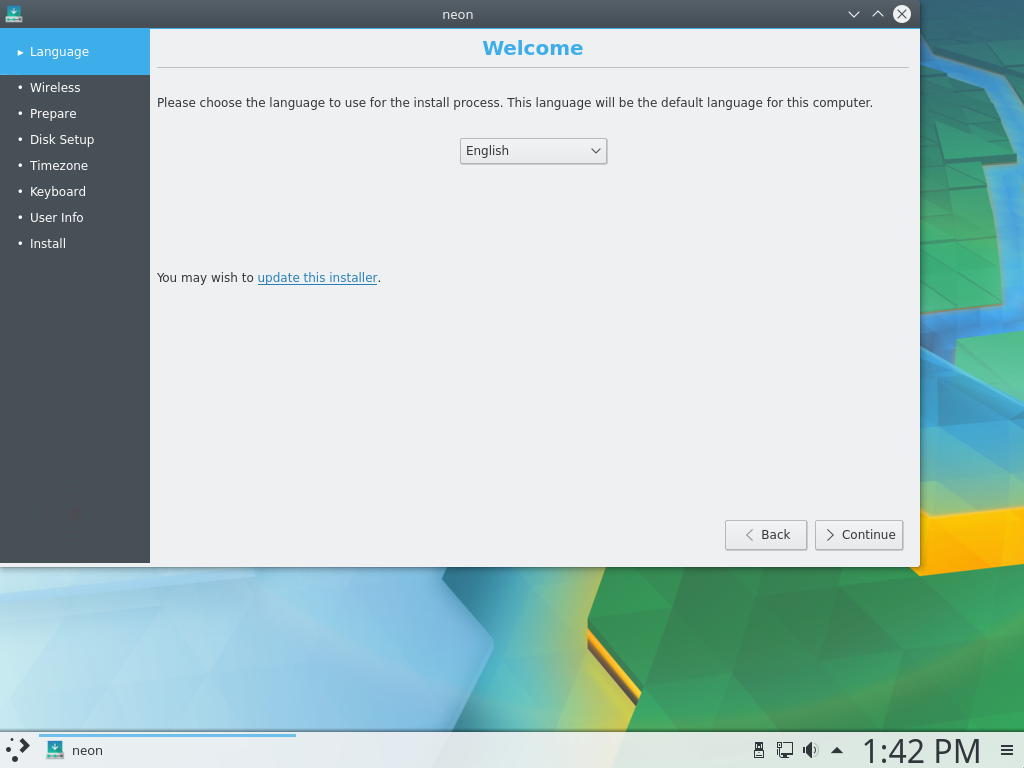 neon
Language
Wireless
Prepare
Disk Setup
Timezone
Keyboard
User Info
Install
Welcome
Please choose the language to use for the install process. This language will be the default language for this computer.
English
You may wish to update this installer.
Back
Continue
neon
1:42 PM